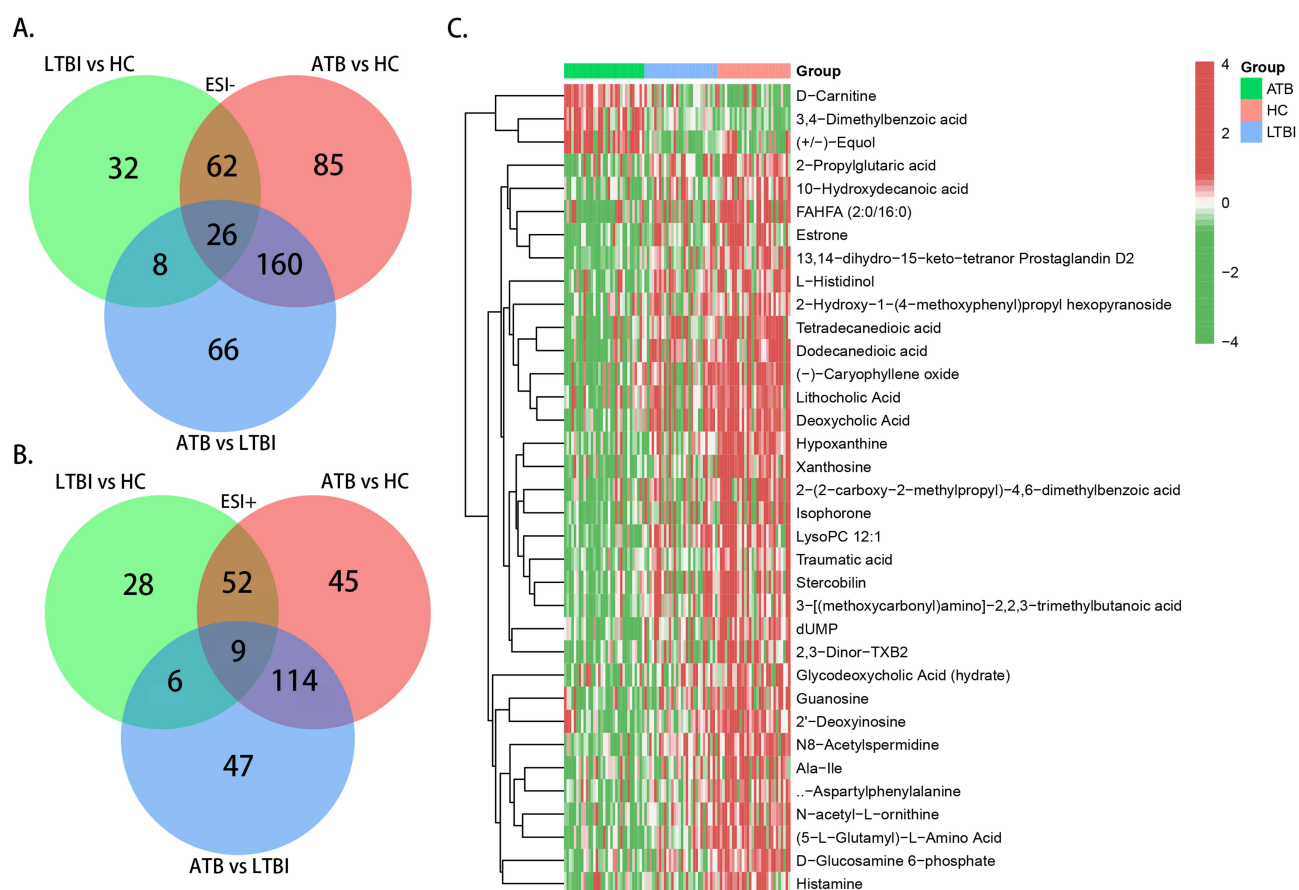 A.
LTBI vs HC
ATB vs HC
ESI-
32
62
85
26
8
160
66
ATB vs LTBI
B.
LTBI vs HC
ATB vs HC
ESI+
28
52
45
9
6
114
47
ATB vs LTBI
C.
Group
D−Carnitine
3,4−Dimethylbenzoic acid
(+/−)−Equol
2−Propylglutaric acid
10−Hydroxydecanoic acid
FAHFA (2:0/16:0)
Estrone
13,14−dihydro−15−keto−tetranor Prostaglandin D2
L−Histidinol
2−Hydroxy−1−(4−methoxyphenyl)propyl hexopyranoside
Tetradecanedioic acid
Dodecanedioic acid
(−)−Caryophyllene oxide
Lithocholic Acid
Deoxycholic Acid
Hypoxanthine
Xanthosine
2−(2−carboxy−2−methylpropyl)−4,6−dimethylbenzoic acid
Isophorone
LysoPC 12:1
Traumatic acid
Stercobilin
3−[(methoxycarbonyl)amino]−2,2,3−trimethylbutanoic acid
dUMP
2,3−Dinor−TXB2
Glycodeoxycholic Acid (hydrate)
Guanosine
2'−Deoxyinosine
N8−Acetylspermidine
Ala−Ile
..−Aspartylphenylalanine
N−acetyl−L−ornithine
(5−L−Glutamyl)−L−Amino Acid
D−Glucosamine 6−phosphate
Histamine
4
2
0
−2
−4
Group
ATB
HC
LTBI